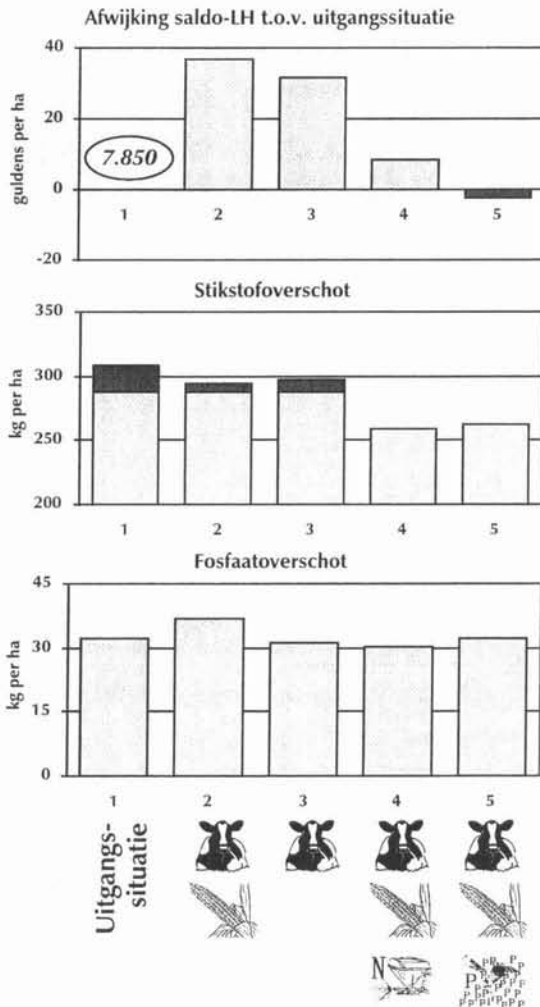 Afwijking saldo-LH t.o.v. uitgangssituatie
guldens per ha
40
20
0
-20
7.850
1 2 3 4 5
Stikstofoverschot
kg per ha
350
300
250
200
1 2 3 4 5
Fosfaatoverschot
kg per ha
45
30
15
0
1 2 3 4 5
Uitgangs-
situatie
N
P